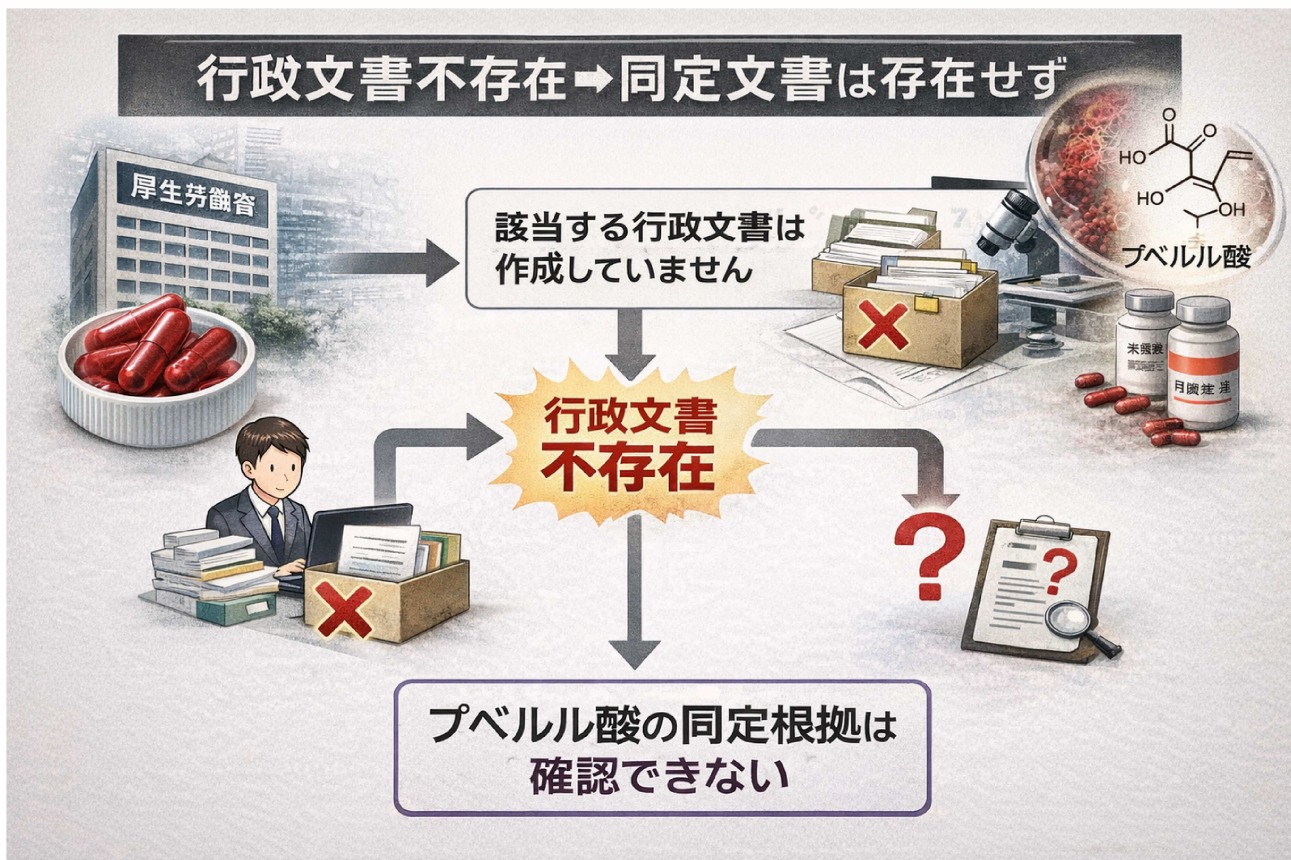 行政文書不存在➡同定文書は存在せず
該当する行政文書は
作成していません
HO
O
O
HO
OH
プベルル酸
行政文書
不存在
?
?
プベルル酸の同定根拠は
確認できない